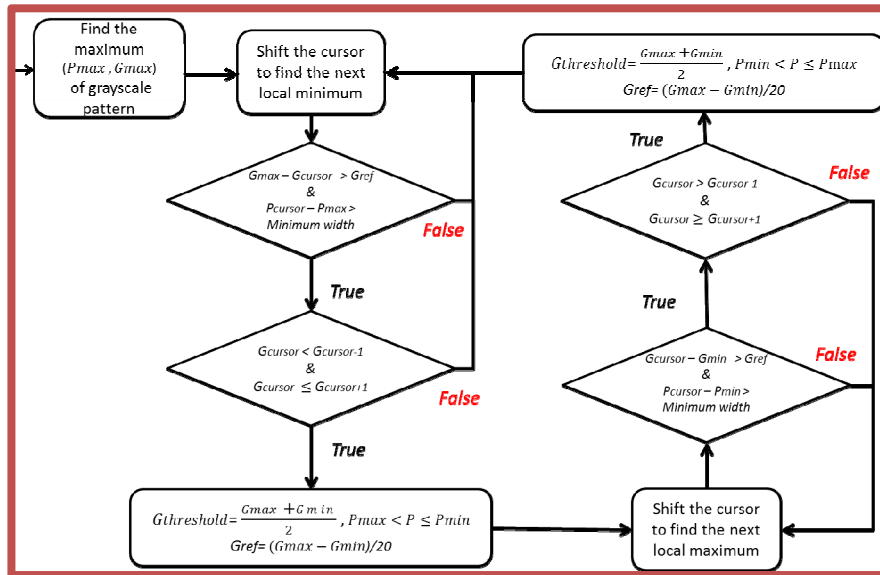 Find the
maximum
(Pmax , Gmax)
of grayscale
pattern
Shift the cursor
to find the next
local minimum
Gmax – Gcursor > Gref
&
Pcursor – Pmax>
Minimum width
False
True
Gcursor < Gcursor-1
&
Gcursor ≤ Gcursor+1
False
True
Gthreshold= (Gmax +Gmin)/2 , Pmax < P ≤ Pmin
Gref= (Gmax – Gmin)/20
Shift the cursor
to find the next
local maximum
Gcursor – Gmin > Gref
&
Pcursor – Pmin>
Minimum width
False
True
Gcursor > Gcursor 1
&
Gcursor ≥ Gcursor+1
False
True
Gthreshold= (Gmax +Gmin)/2 , Pmin < P ≤ Pmax
Gref= (Gmax – Gmin)/20